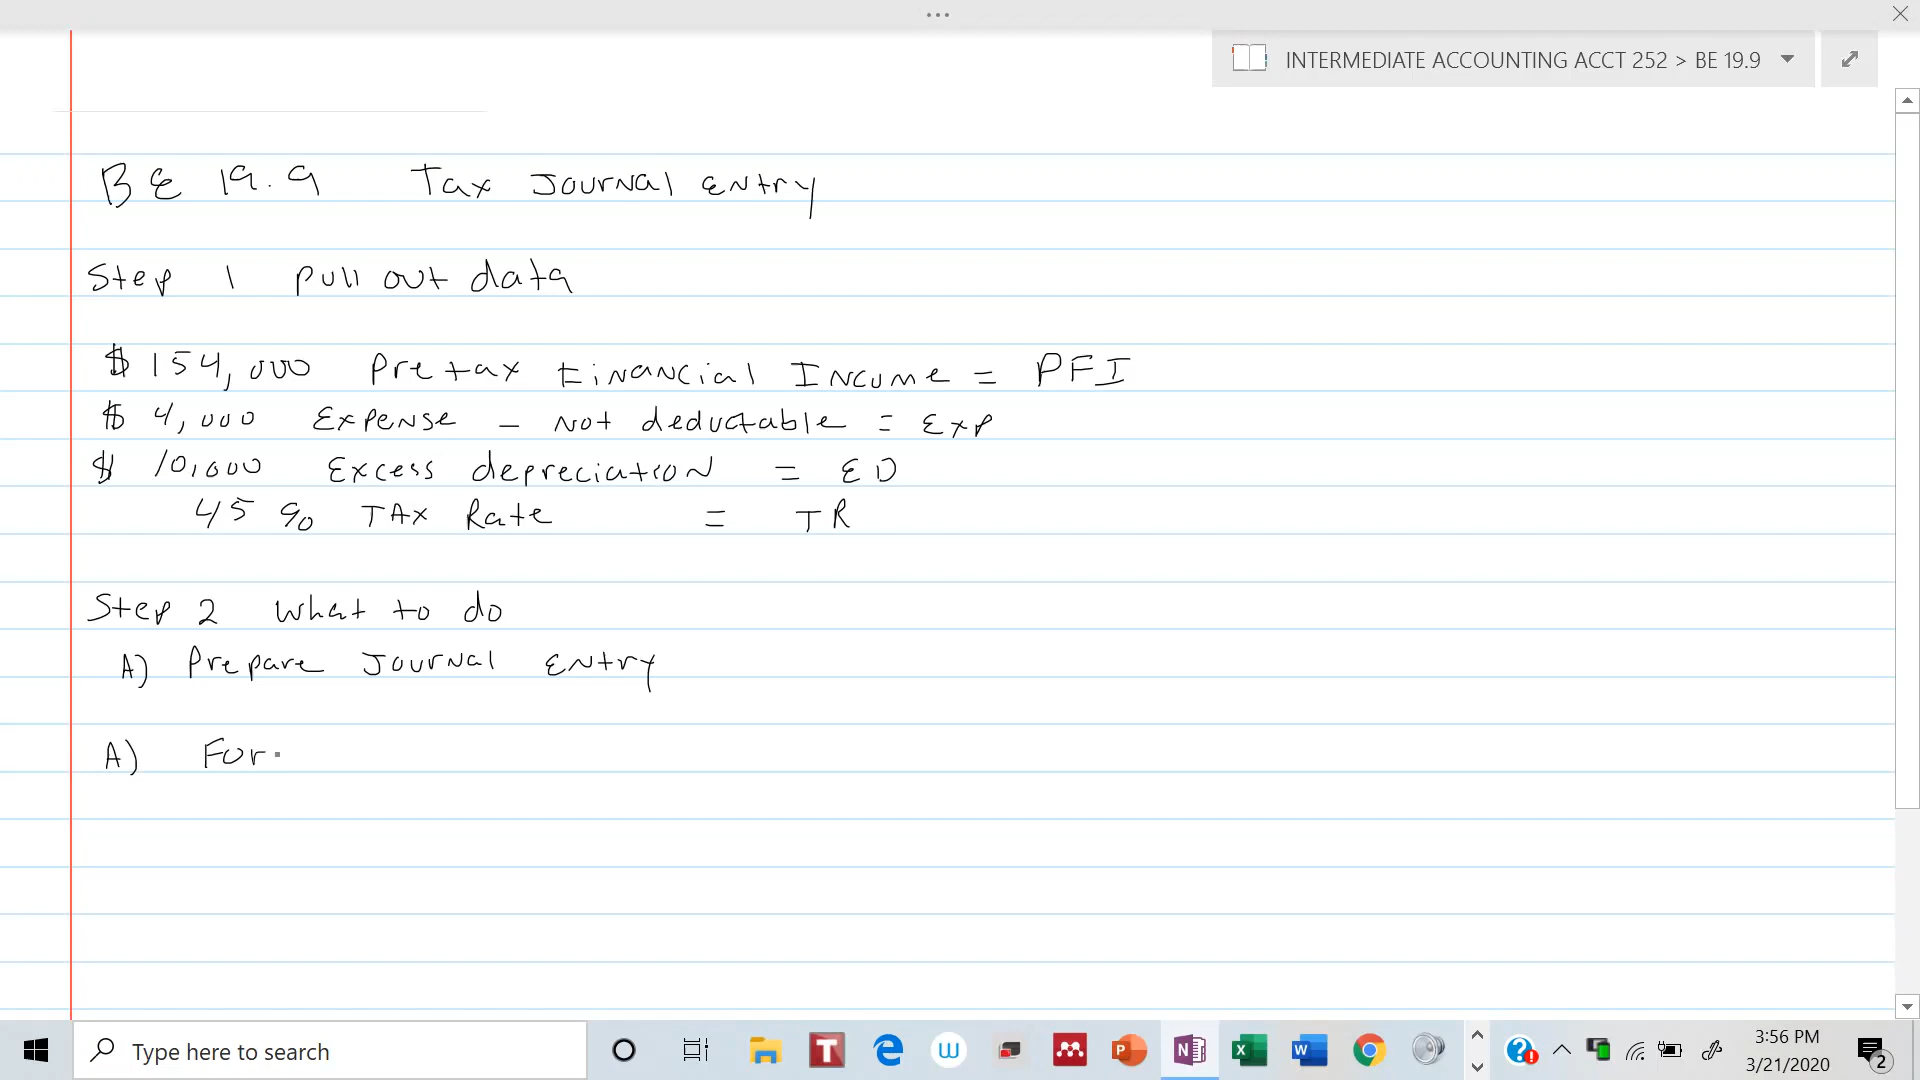 INTERMEDIATE ACCOUNTING ACCT 252 > BE 19.9
BE 19.9 Tax Journal Entry
Step 1 Pull out data
$ 154,000 Pretax Financial Income = PFI
$ 4,000 Expense - not deductable = Exp
$ 10,000 Excess depreciation = ED
45 % TAx Rate = TR
Step 2 what to do
A) Prepare Journal Entry
A) For
Type here to search
3:56 PM
3/21/2020
2